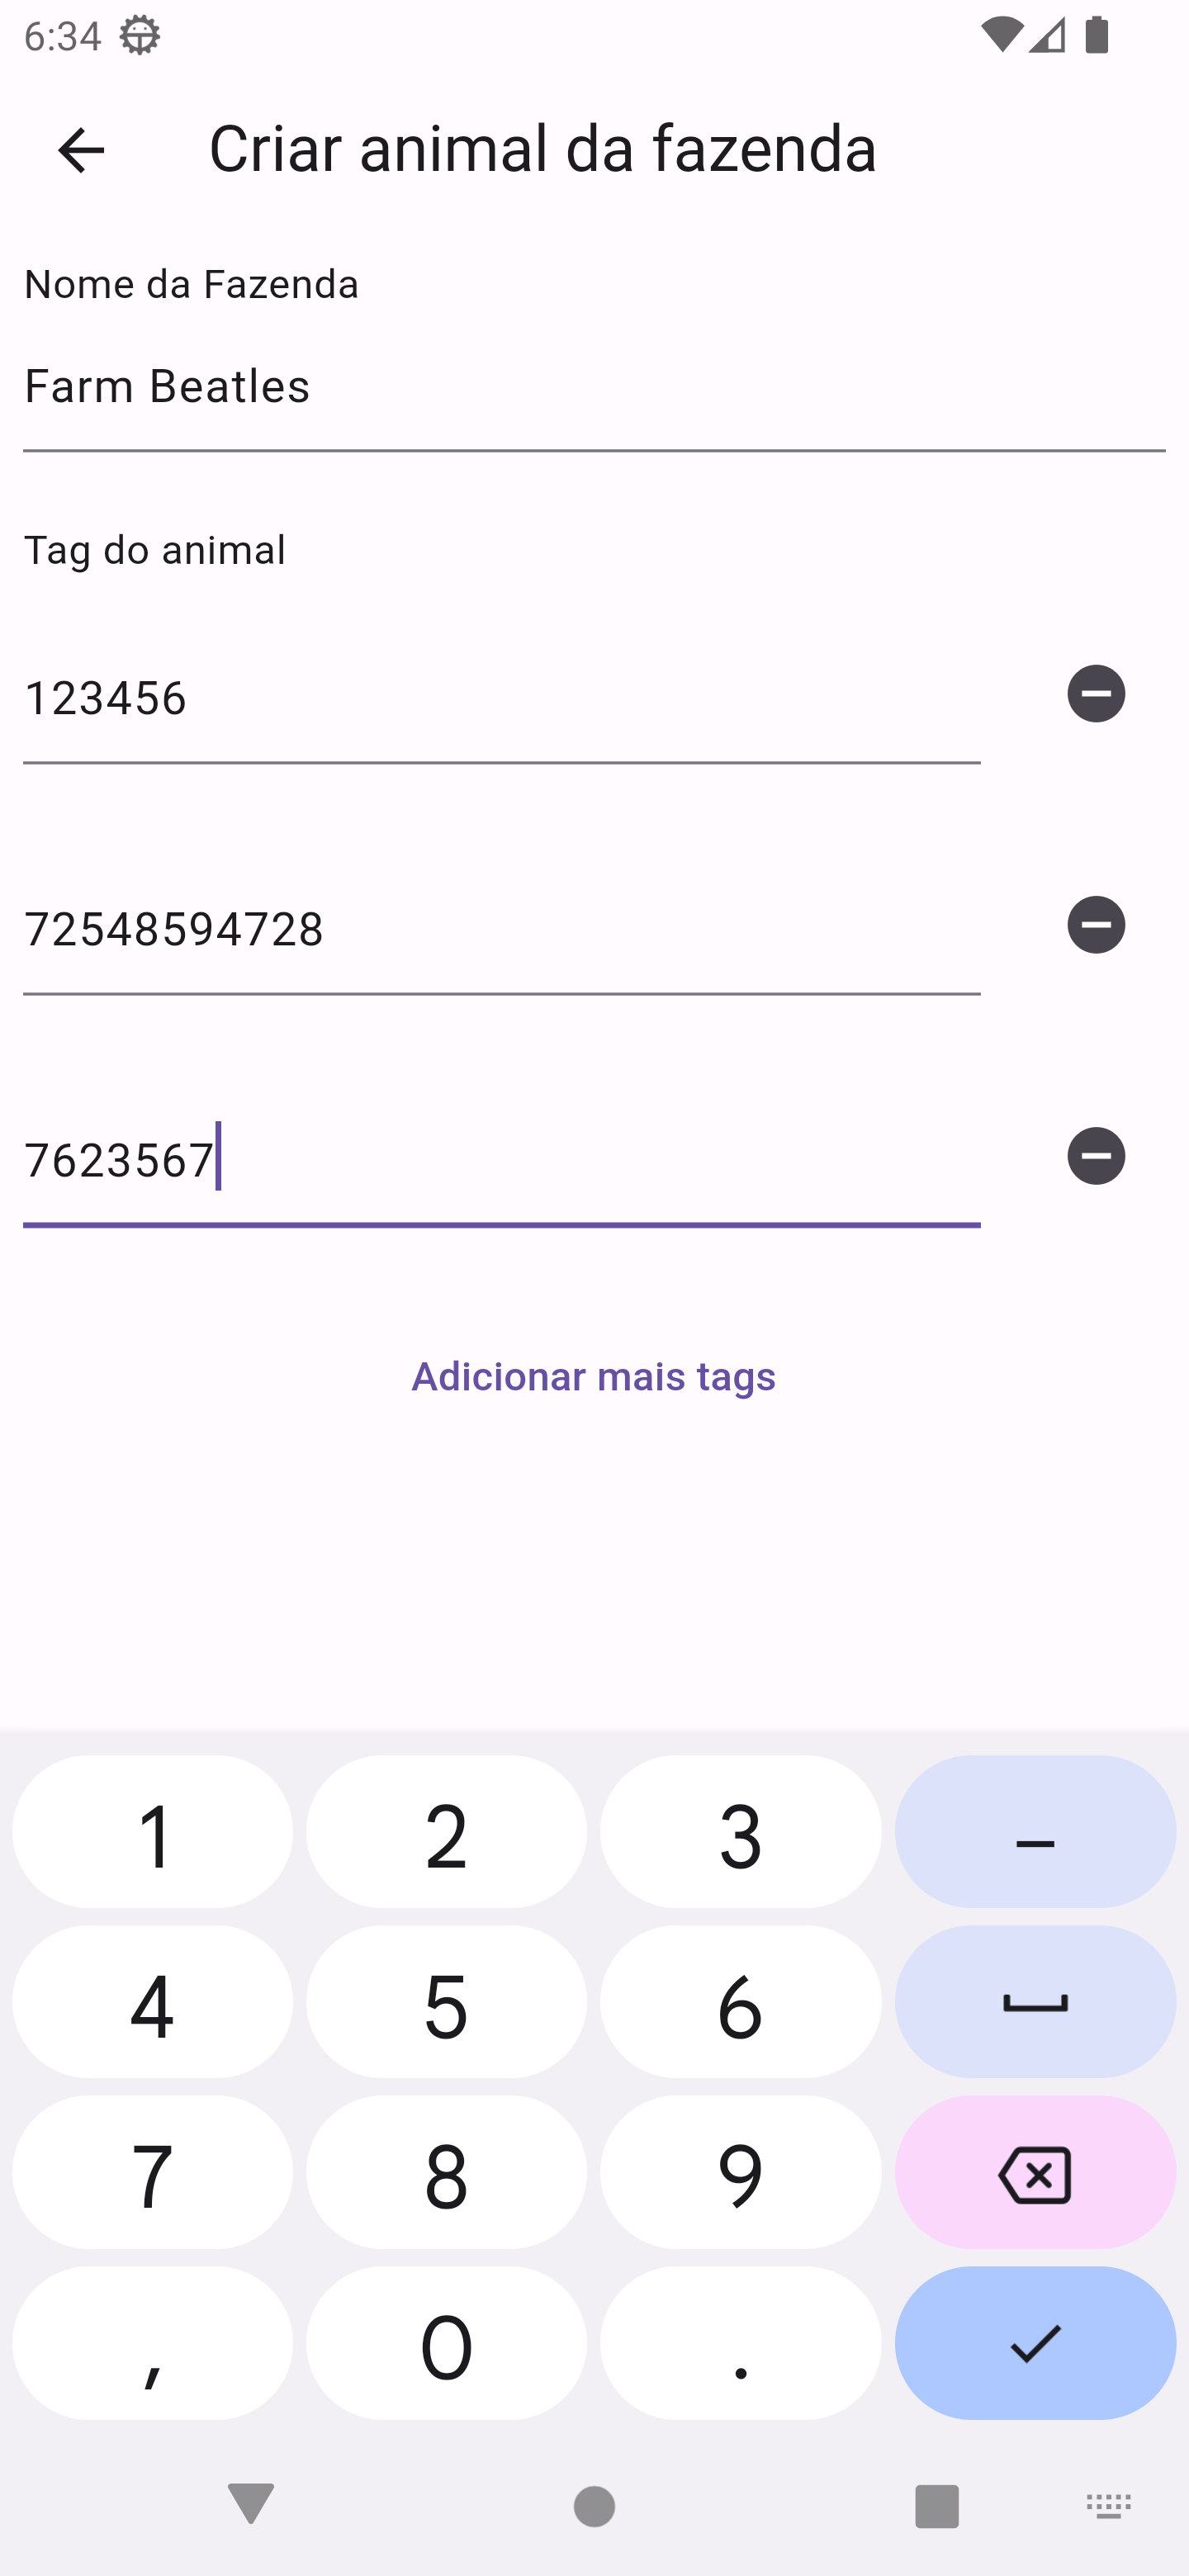 6:34
Criar animal da fazenda
Nome da Fazenda
Farm Beatles
Tag do animal
123456
72548594728
7623567
Adicionar mais tags
1 2 3 –
4 5 6
7 8 9
, 0 .